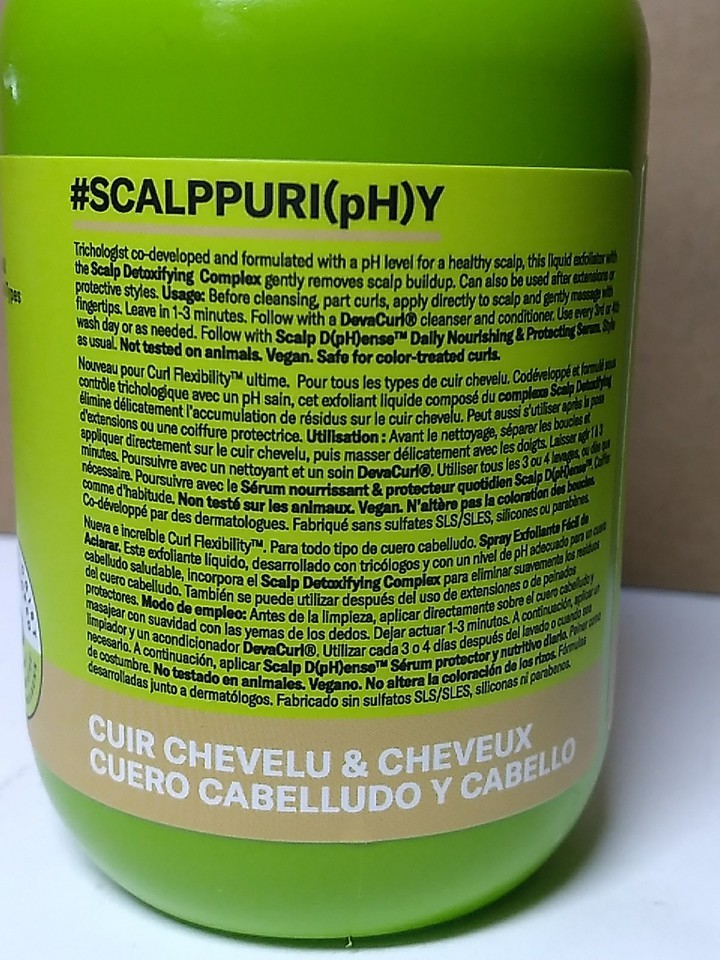 #SCALPPURI(pH)Y
Trichologist co-developed and formulated with a pH level for a healthy scalp, this liquid exfoliator with
the Scalp Detoxifying Complex gently removes scalp buildup. Can also be used after extensions or
protective styles. Usage: Before cleansing, part curls, apply directly to scalp and gently massage with
fingertips. Leave in 1-3 minutes. Follow with a DevaCurl® cleanser and conditioner. Use every 3rd or 4th
wash day or as needed. Follow with Scalp D(pH)ense™ Daily Nourishing & Protecting Serum. Style
as usual. Not tested on animals. Vegan. Safe for color-treated curls.
Nouveau pour Curl Flexibility™ ultime. Pour tous les types de cuir chevelu. Codéveloppé et formulé sous
contrôle trichologique avec un pH sain, cet exfoliant liquide composé du complexe Scalp Detoxifying
élimine délicatement l'accumulation de résidus sur le cuir chevelu. Peut aussi s'utiliser après la pose
d'extensions ou une coiffure protectrice. Utilisation : Avant le nettoyage, séparer les boucles et
appliquer directement sur le cuir chevelu, puis masser délicatement avec les doigts. Laisser agir 1 à 3
minutes. Poursuivre avec un nettoyant et un soin DevaCurl®. Utiliser tous les 3 ou 4 lavages, ou dès que
nécessaire. Poursuivre avec le Sérum nourrissant & protecteur quotidien Scalp D(pH)ense™. Coiffer
comme d'habitude. Non testé sur les animaux. Vegan. N'altère pas la coloration des boucles.
Co-développé par des dermatologues. Fabriqué sans sulfates SLS/SLES, silicones ou parabènes.
Nueva e increíble Curl Flexibility™. Para todo tipo de cuero cabelludo. Spray Exfoliante Fácil de
Aclarar. Este exfoliante líquido, desarrollado con tricólogos y con un nivel de pH adecuado para un cuero
cabelludo saludable, incorpora el Scalp Detoxifying Complex para eliminar suavemente los residuos
del cuero cabelludo. También se puede utilizar después del uso de extensiones o de peinados
protectores. Modo de empleo: Antes de la limpieza, aplicar directamente sobre el cuero cabelludo y
masajear con suavidad con las yemas de los dedos. Dejar actuar 1-3 minutos. A continuación, aplicar un
limpiador y un acondicionador DevaCurl®. Utilizar cada 3 o 4 días después del lavado o cuando sea
necesario. A continuación, aplicar Scalp D(pH)ense™ Sérum protector y nutritivo diario. Peinar como
de costumbre. No testado en animales. Vegano. No altera la coloración de los rizos. Fórmulas
desarrolladas junto a dermatólogos. Fabricado sin sulfatos SLS/SLES, siliconas ni parabenos.
CUIR CHEVELU & CHEVEUX
CUERO CABELLUDO Y CABELLO